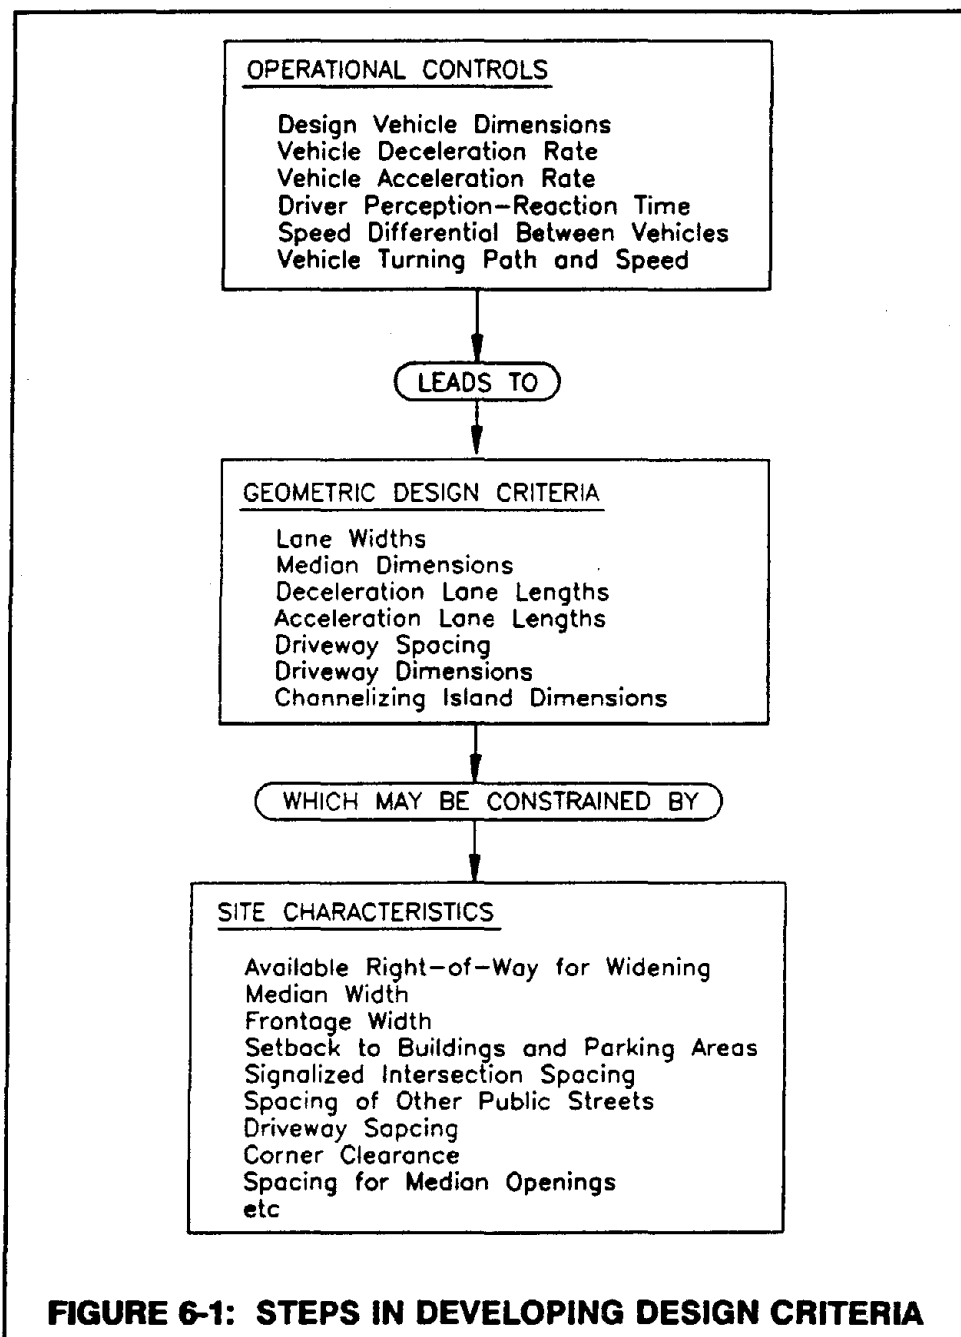 OPERATIONAL CONTROLS
Design Vehicle Dimensions
Vehicle Deceleration Rate
Vehicle Acceleration Rate
Driver Perception-Reaction Time
Speed Differential Between Vehicles
Vehicle Turning Path and Speed
LEADS TO
GEOMETRIC DESIGN CRITERIA
Lane Widths
Median Dimensions
Deceleration Lane Lengths
Acceleration Lane Lengths
Driveway Spacing
Driveway Dimensions
Channelizing Island Dimensions
WHICH MAY BE CONSTRAINED BY
SITE CHARACTERISTICS
Available Right-of-Way for Widening
Median Width
Frontage Width
Setback to Buildings and Parking Areas
Signalized Intersection Spacing
Spacing of Other Public Streets
Driveway Sapcing
Corner Clearance
Spacing for Median Openings
etc
FIGURE 6-1: STEPS IN DEVELOPING DESIGN CRITERIA